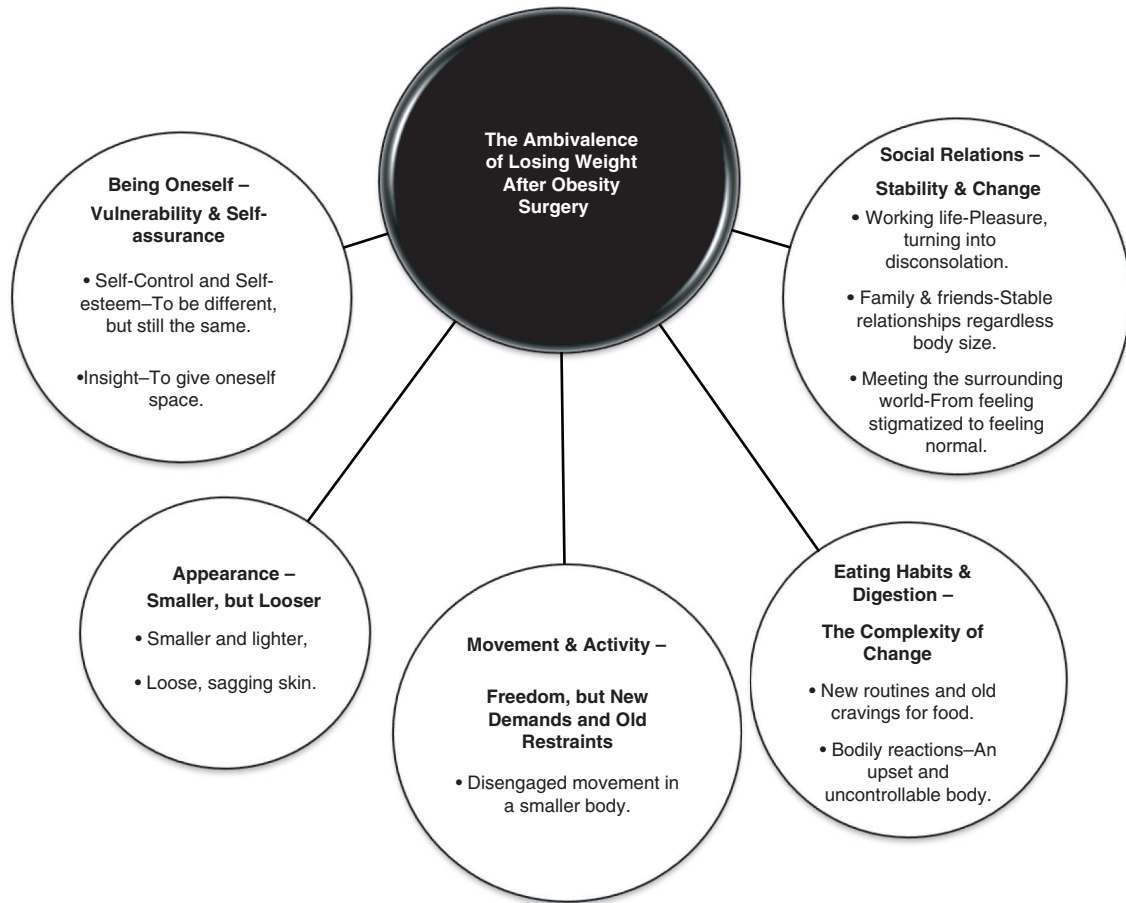 The Ambivalence
of Losing Weight
After Obesity
Surgery
Being Oneself –
Vulnerability & Self-
assurance
• Self-Control and Self-
esteem–To be different,
but still the same.
•Insight–To give oneself
space.
Social Relations –
Stability & Change
• Working life-Pleasure,
turning into
disconsolation.
• Family & friends-Stable
relationships regardless
body size.
• Meeting the surrounding
world-From feeling
stigmatized to feeling
normal.
Appearance –
Smaller, but Looser
• Smaller and lighter,
• Loose, sagging skin.
Movement & Activity –
Freedom, but New
Demands and Old
Restraints
• Disengaged movement in
a smaller body.
Eating Habits &
Digestion –
The Complexity of
Change
• New routines and old
cravings for food.
• Bodily reactions–An
upset and
uncontrollable body.